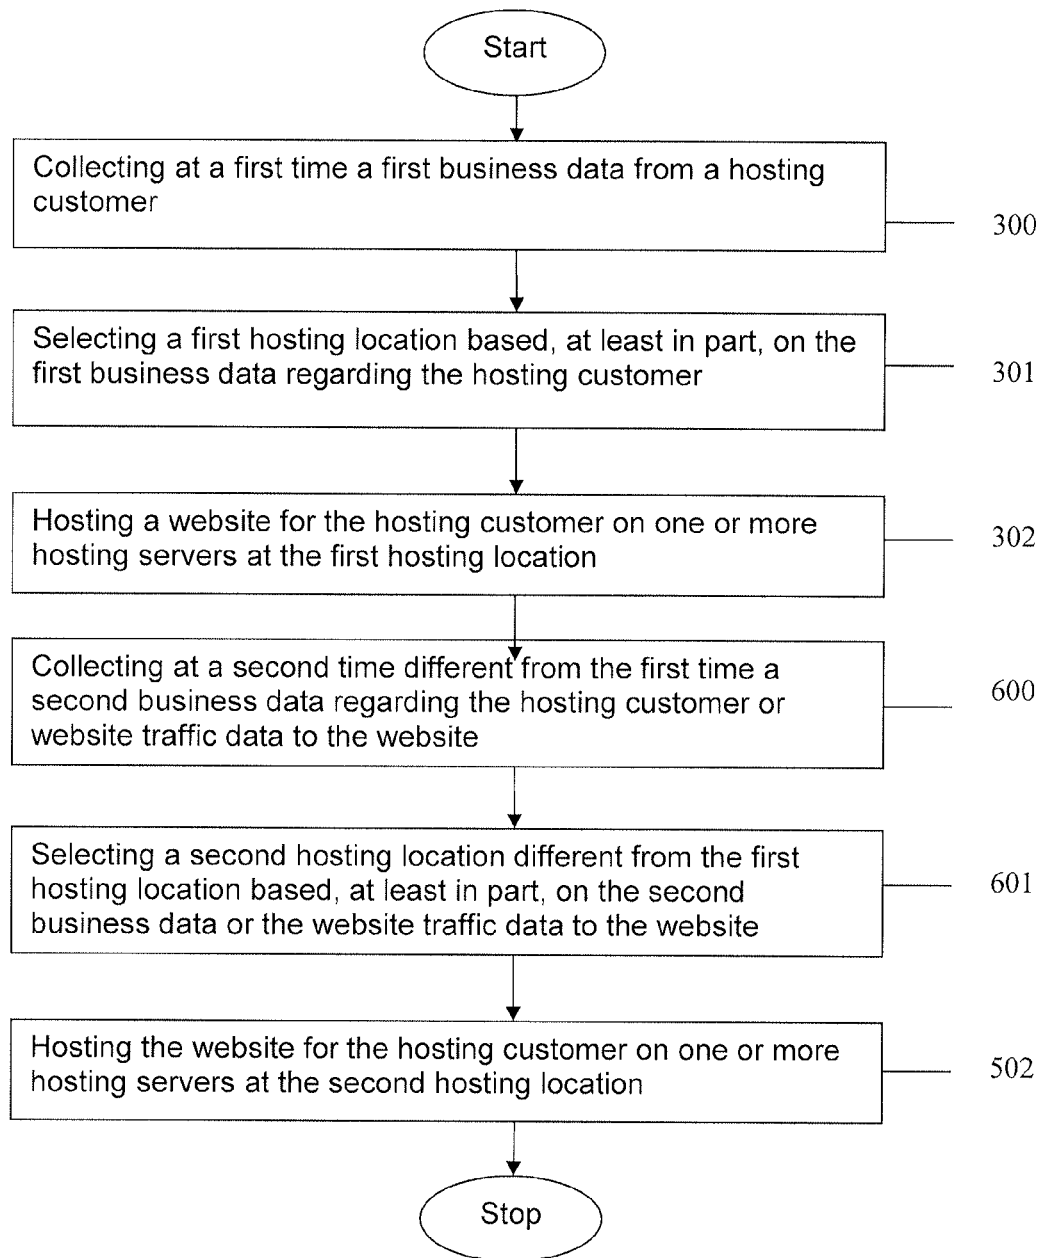 Start
Collecting at a first time a first business data from a hosting
customer
300
Selecting a first hosting location based, at least in part, on the
first business data regarding the hosting customer
301
Hosting a website for the hosting customer on one or more
hosting servers at the first hosting location
302
Collecting at a second time different from the first time a
second business data regarding the hosting customer or
website traffic data to the website
600
Selecting a second hosting location different from the first
hosting location based, at least in part, on the second
business data or the website traffic data to the website
601
Hosting the website for the hosting customer on one or more
hosting servers at the second hosting location
502
Stop